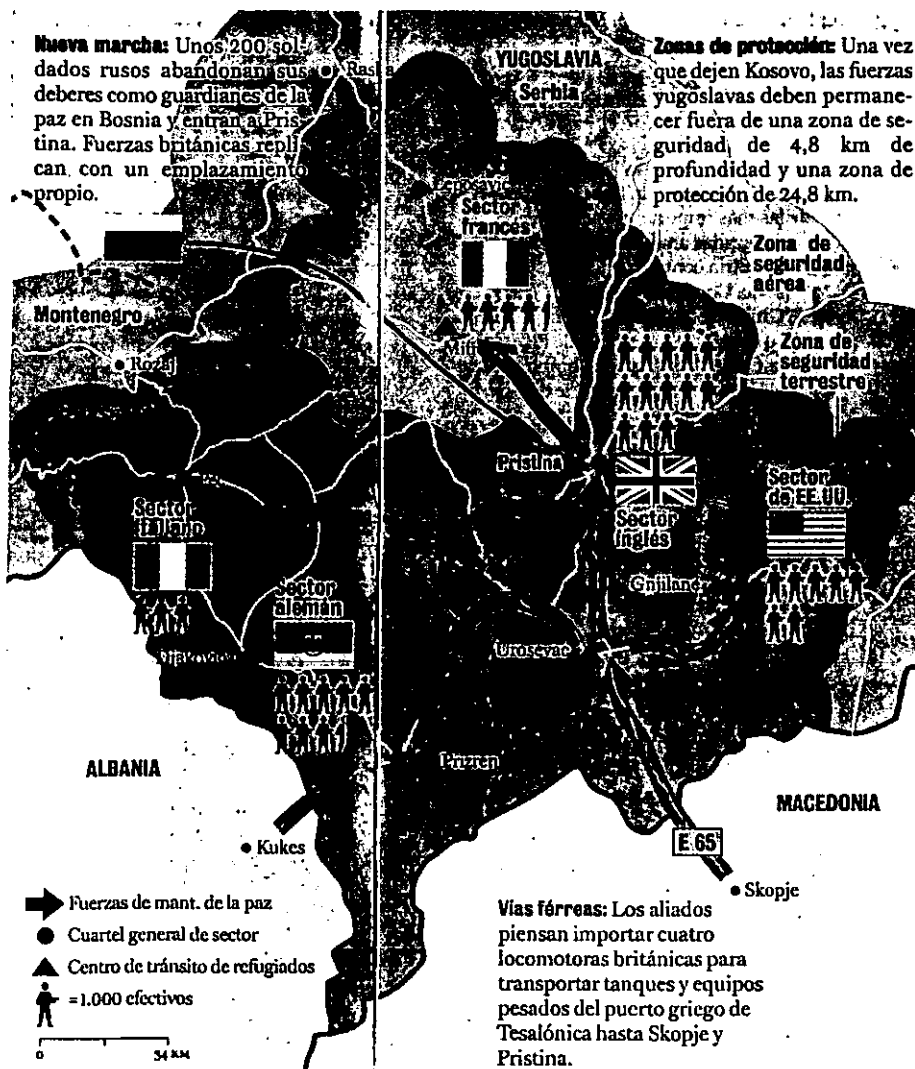 Nueva marcha: Unos 200 sol-
dados rusos abandonan sus
deberes como guardianes de la
paz en Bosnia y entran a Pris-
tina. Fuerzas británicas repli-
can con un emplazamiento
propio.
YUGOSLAVIA
Serbia
Zonas de protección: Una vez
que dejen Kosovo, las fuerzas
yugoslavas deben permane-
cer fuera de una zona de se-
guridad de 4,8 km de
profundidad y una zona de
protección de 24,8 km.
Raska
Leposavic
Sector
francés
Zona de
seguridad
aérea
Montenegro
Rozaj
Zona de
seguridad
terrestre
Pristina
Sector
italiano
Sector
inglés
Sector
de EE.UU.
Sector
alemán
Gnjilane
Djakovica
Urosevac
Prizren
ALBANIA
MACEDONIA
Kukes
E 65
Skopje
Fuerzas de mant. de la paz
Cuartel general de sector
Centro de tránsito de refugiados
=1.000 efectivos
0 34 KM
Vías férreas: Los aliados
piensan importar cuatro
locomotoras británicas para
transportar tanques y equipos
pesados del puerto griego de
Tesalónica hasta Skopje y
Pristina.